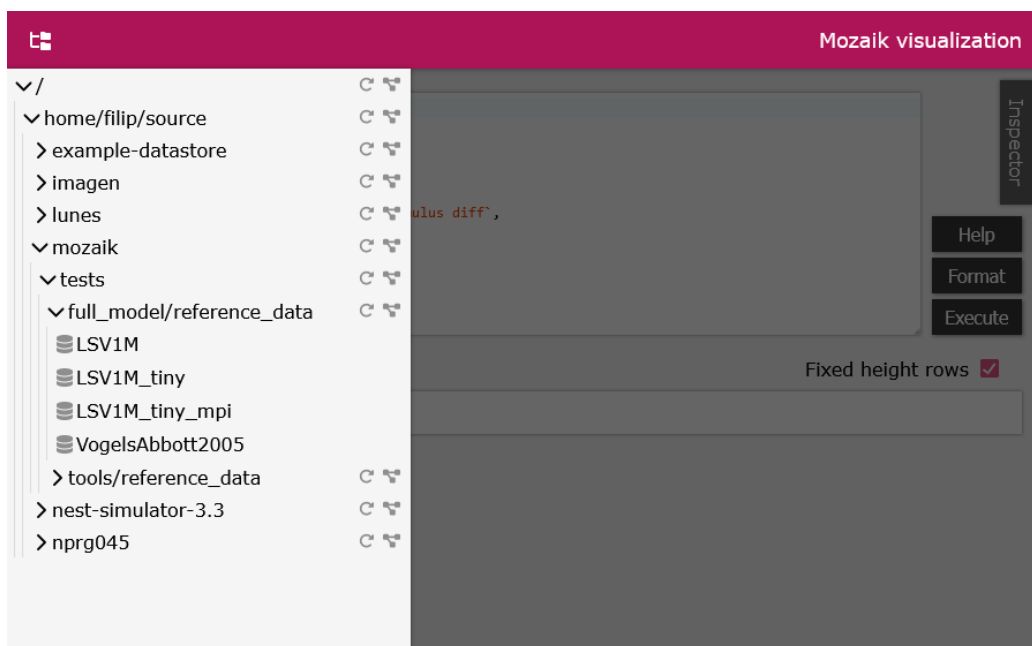 Mozaik visualization
/
home/filip/source
example-datastore
imagen
lunes
mozaik
tests
full_model/reference_data
LSV1M
LSV1M_tiny
LSV1M_tiny_mpi
VogelsAbbott2005
tools/reference_data
nest-simulator-3.3
nprg045
ulus diff`,
Inspector
Help
Format
Execute
Fixed height rows